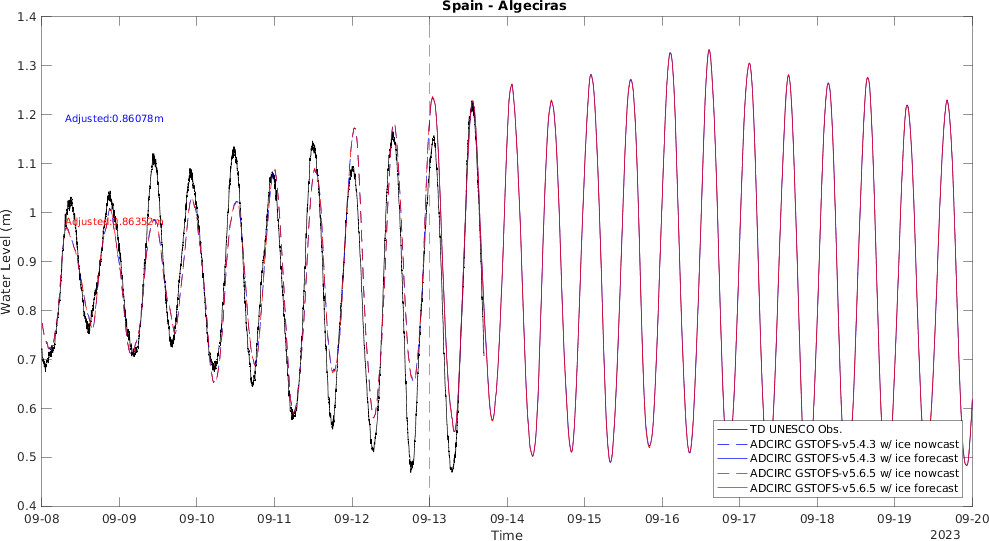 Spain - Algeciras
Water Level (m)
1.4
1.3
1.2
1.1
1
0.9
0.8
0.7
0.6
0.5
0.4
Adjusted:0.86078m
Adjusted:0.86352m
TD UNESCO Obs.
ADCIRC GSTOFS-v5.4.3 w/ ice nowcast
ADCIRC GSTOFS-v5.4.3 w/ ice forecast
ADCIRC GSTOFS-v5.6.5 w/ ice nowcast
ADCIRC GSTOFS-v5.6.5 w/ ice forecast
09-08 09-09 09-10 09-11 09-12 09-13 09-14 09-15 09-16 09-17 09-18 09-19 09-20
Time
2023